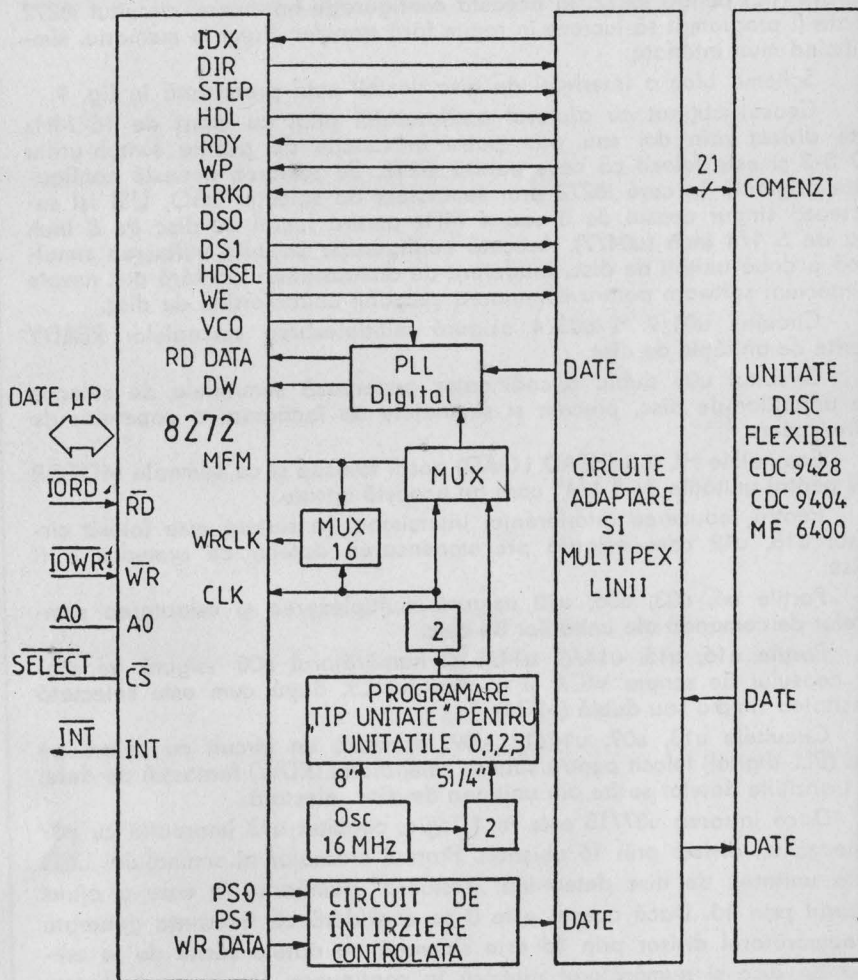 IDX
DIR
STEP
HDL
RDY
WP
TRKO
DS0
DS1
HDSEL
WE
VCO
RD DATA
DW
8272
MFM
WRCLK
CLK
DATE µP
IORD
RD
IOWR
WR
A0
A0
SELECT
CS
INT
INT
PLL
Digital
MUX
MUX
16
2
PROGRAMARE
TIP UNITATE" PENTRU
UNITATILE 0,1,2,3
8"
51/4"
Osc
16 MHz
2
PS0
PS1
WR DATA
CIRCUIT DE
INTIRZIERE
CONTROLATA
DATE
DATE
CIRCUITE
ADAPTARE
SI
MULTIPEX
LINII
21
COMENZI
UNITATE
DISC
FLEXIBIL
CDC 9428
CDC 9404
MF 6400
DATE
DATE